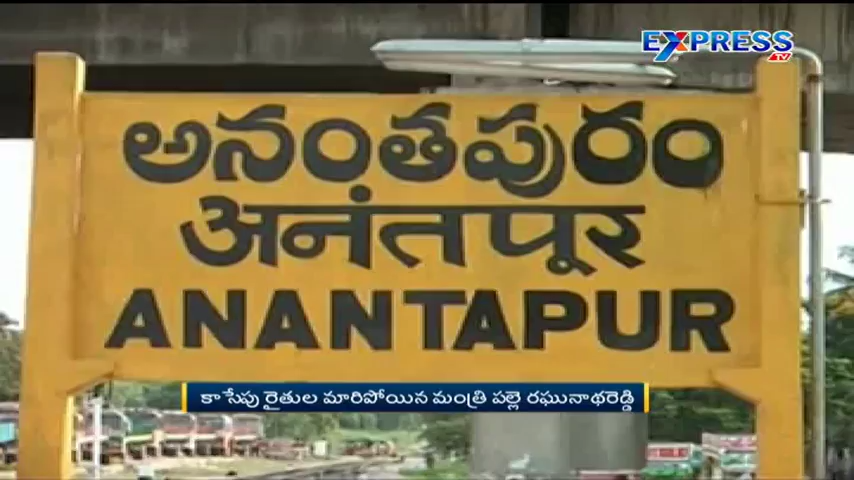 EXPRESS
TV
అనంతపురం
अनंतपुर
ANANTAPUR
కాసేపు రైతుల మారిపోయిన మంత్రి పల్లె రఘునాథరెడ్డి